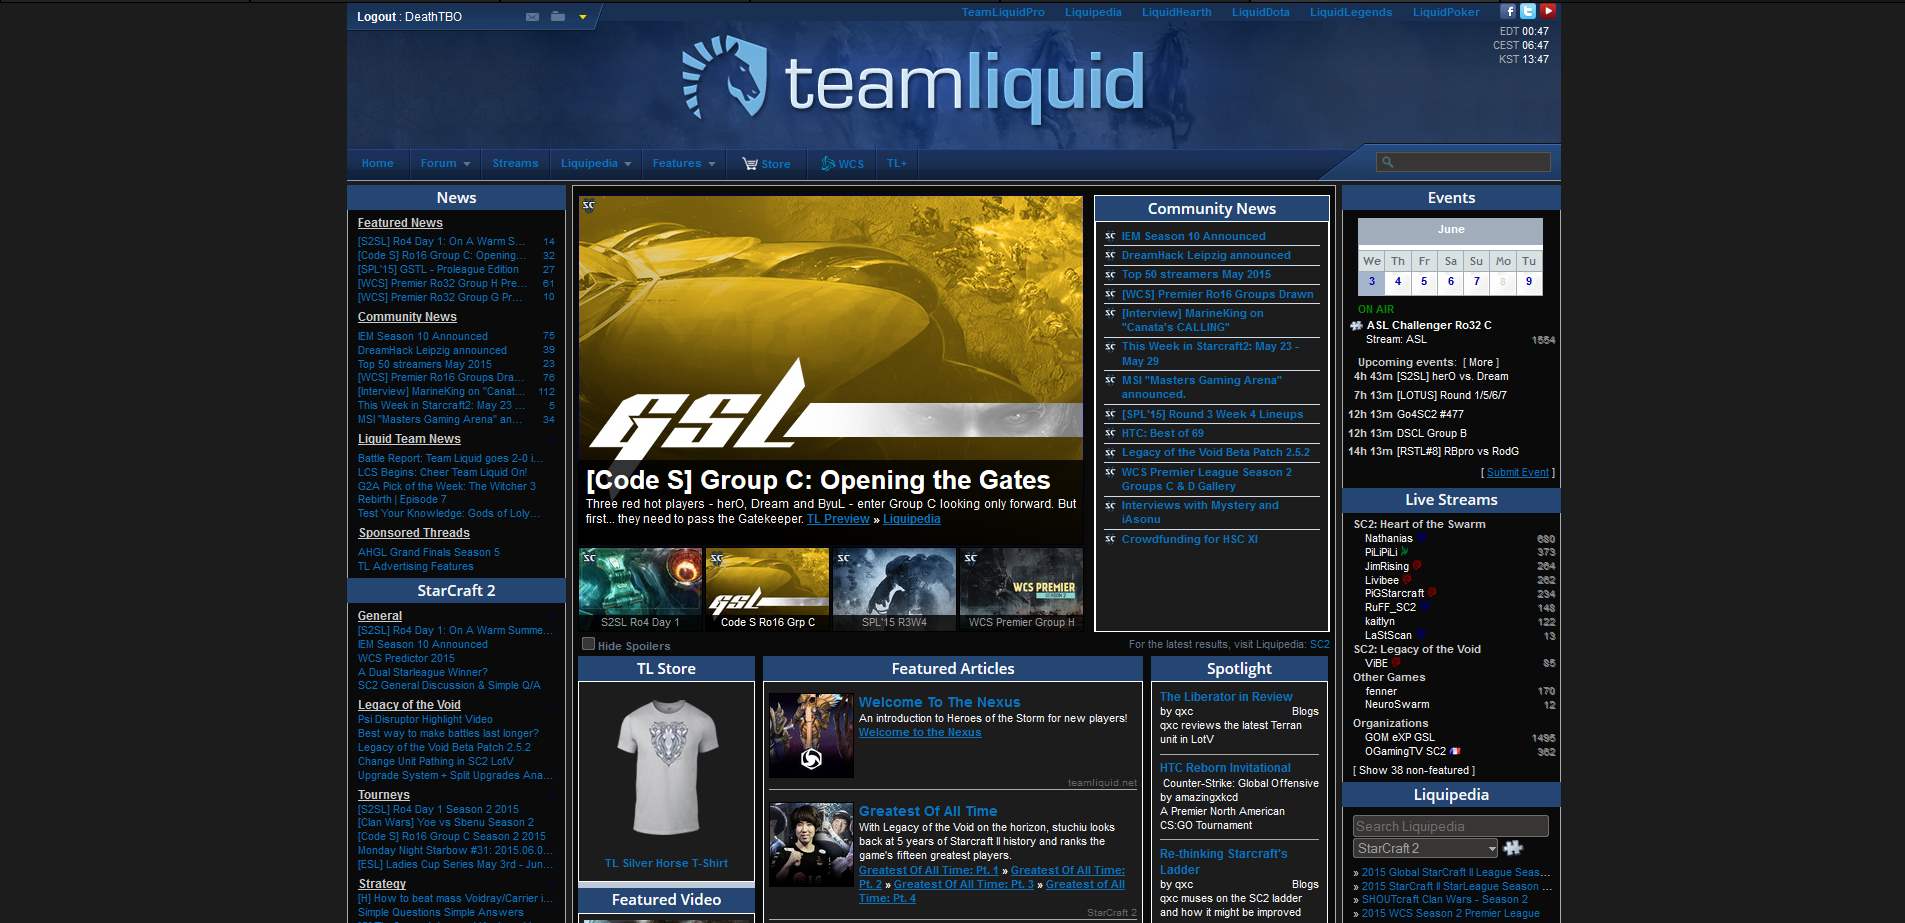 Logout : DeathTBO
TeamLiquidPro Liquipedia LiquidHearth LiquidDota LiquidLegends LiquidPoker
EDT 00:47
CEST 06:47
KST 13:47
teamliquid
Home Forum Streams Liquipedia Features Store WCS TL+
News
Featured News
[S2SL] Ro4 Day 1: On A Warm S... 14
[Code S] Ro16 Group C: Opening... 32
[SPL'15] GSTL - Proleague Edition 27
[WCS] Premier Ro32 Group H Pre... 61
[WCS] Premier Ro32 Group G Pr... 10
Community News
IEM Season 10 Announced 75
DreamHack Leipzig announced 39
Top 50 streamers May 2015 23
[WCS] Premier Ro16 Groups Dra... 76
[Interview] MarineKing on "Canat... 112
This Week in Starcraft2: May 23 ... 5
MSI "Masters Gaming Arena" an... 34
Liquid Team News
Battle Report: Team Liquid goes 2-0 i...
LCS Begins: Cheer Team Liquid On!
G2A Pick of the Week: The Witcher 3
Rebirth | Episode 7
Test Your Knowledge: Gods of Loly...
Sponsored Threads
AHGL Grand Finals Season 5
TL Advertising Features
StarCraft 2
General
[S2SL] Ro4 Day 1: On A Warm Summe...
IEM Season 10 Announced
WCS Predictor 2015
A Dual Starleague Winner?
SC2 General Discussion & Simple Q/A
Legacy of the Void
Psi Disruptor Highlight Video
Best way to make battles last longer?
Legacy of the Void Beta Patch 2.5.2
Change Unit Pathing in SC2 LotV
Upgrade System + Split Upgrades Ana...
Tourneys
[S2SL] Ro4 Day 1 Season 2 2015
[Clan Wars] Yoe vs Sbenu Season 2
[Code S] Ro16 Group C Season 2 2015
Monday Night Starbow #31: 2015.06.0...
[ESL] Ladies Cup Series May 3rd - Jun...
Strategy
[H] How to beat mass Voidray/Carrier i...
Simple Questions Simple Answers
GSL
[Code S] Group C: Opening the Gates
Three red hot players - herO, Dream and ByuL - enter Group C looking only forward. But
first... they need to pass the Gatekeeper. TL Preview » Liquipedia
GSL
WCS PREMIER
S2SL Ro4 Day 1 Code S Ro16 Grp C SPL'15 R3W4 WCS Premier Group H
Hide Spoilers
For the latest results, visit Liquipedia: SC2
Community News
IEM Season 10 Announced
DreamHack Leipzig announced
Top 50 streamers May 2015
[WCS] Premier Ro16 Groups Drawn
[Interview] MarineKing on
"Canata's CALLING"
This Week in Starcraft2: May 23 -
May 29
MSI "Masters Gaming Arena"
announced.
[SPL'15] Round 3 Week 4 Lineups
HTC: Best of 69
Legacy of the Void Beta Patch 2.5.2
WCS Premier League Season 2
Groups C & D Gallery
Interviews with Mystery and
iAsonu
Crowdfunding for HSC XI
TL Store
TL Silver Horse T-Shirt
Featured Video
Featured Articles
Welcome To The Nexus
An introduction to Heroes of the Storm for new players!
Welcome to the Nexus
teamliquid.net
Greatest Of All Time
With Legacy of the Void on the horizon, stuchiu looks
back at 5 years of Starcraft II history and ranks the
game's fifteen greatest players.
Greatest Of All Time: Pt. 1 » Greatest Of All Time:
Pt. 2 » Greatest Of All Time: Pt. 3 » Greatest of All
Time: Pt. 4
StarCraft 2
Spotlight
The Liberator in Review
by qxc Blogs
qxc reviews the latest Terran
unit in LotV
HTC Reborn Invitational
Counter-Strike: Global Offensive
by amazingxkcd
A Premier North American
CS:GO Tournament
Re-thinking Starcraft's
Ladder
by qxc Blogs
qxc muses on the SC2 ladder
and how it might be improved
Events
June
We Th Fr Sa Su Mo Tu
3 4 5 6 7 8 9
ON AIR
ASL Challenger Ro32 C
Stream: ASL 1554
Upcoming events: [ More ]
4h 43m [S2SL] herO vs. Dream
7h 13m [LOTUS] Round 1/5/6/7
12h 13m Go4SC2 #477
12h 13m DSCL Group B
14h 13m [RSTL#8] RBpro vs RodG
[ Submit Event ]
Live Streams
SC2: Heart of the Swarm
Nathanias 680
PiLiPiLi 373
JimRising 264
Livibee 262
PiGStarcraft 234
RuFF_SC2 148
kaitlyn 122
LaStScan 13
SC2: Legacy of the Void
ViBE 85
Other Games
fenner 170
NeuroSwarm 12
Organizations
GOM eXP GSL 1495
OGamingTV SC2 362
[ Show 38 non-featured ]
Liquipedia
Search Liquipedia
StarCraft 2
» 2015 Global StarCraft II League Seas...
» 2015 StarCraft II StarLeague Season ...
» SHOUTcraft Clan Wars - Season 2
» 2015 WCS Season 2 Premier League